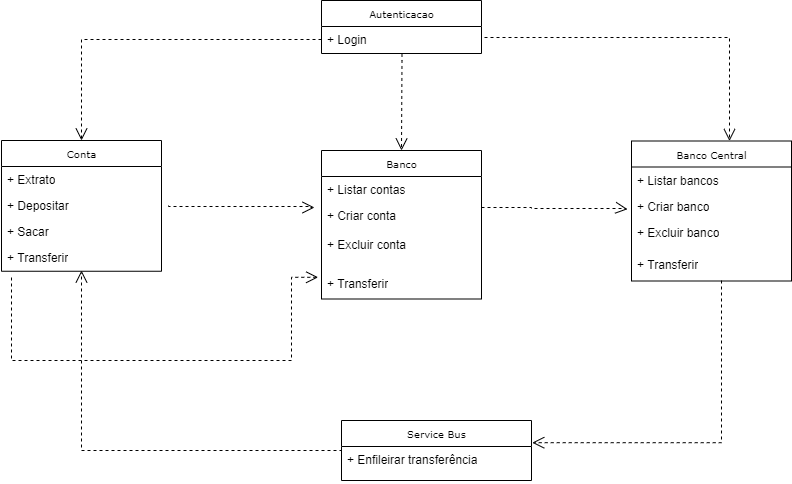 Autenticacao
+ Login
Conta
+ Extrato
+ Depositar
+ Sacar
+ Transferir
Banco
+ Listar contas
+ Criar conta
+ Excluir conta
+ Transferir
Banco Central
+ Listar bancos
+ Criar banco
+ Excluir banco
+ Transferir
Service Bus
+ Enfileirar transferência